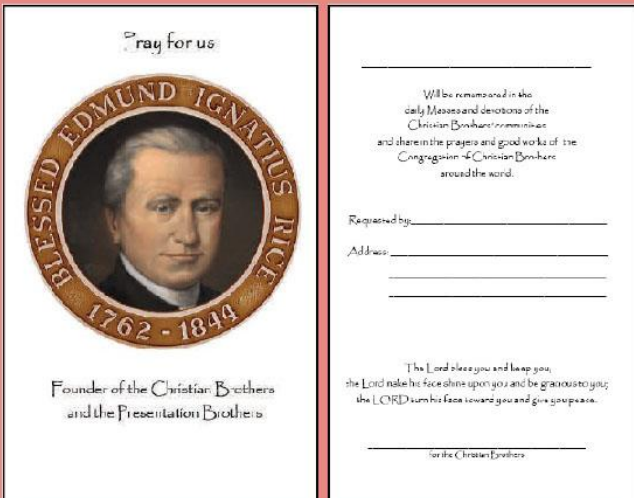 Pray for us
BLESSED EDMUND IGNATIUS RICE
1762 - 1844
Founder of the Christian Brothers
and the Presentation Brothers
Will be remembered in the
daily Masses and devotions of the
Christian Brothers' communities
and share in the prayers and good works of the
Congregation of Christian Brothers
around the world.
Requested by:
Address:
The Lord bless you and keep you;
the Lord make his face shine upon you and be gracious to you;
the LORD turn his face toward you and give you peace.
for the Christian Brothers